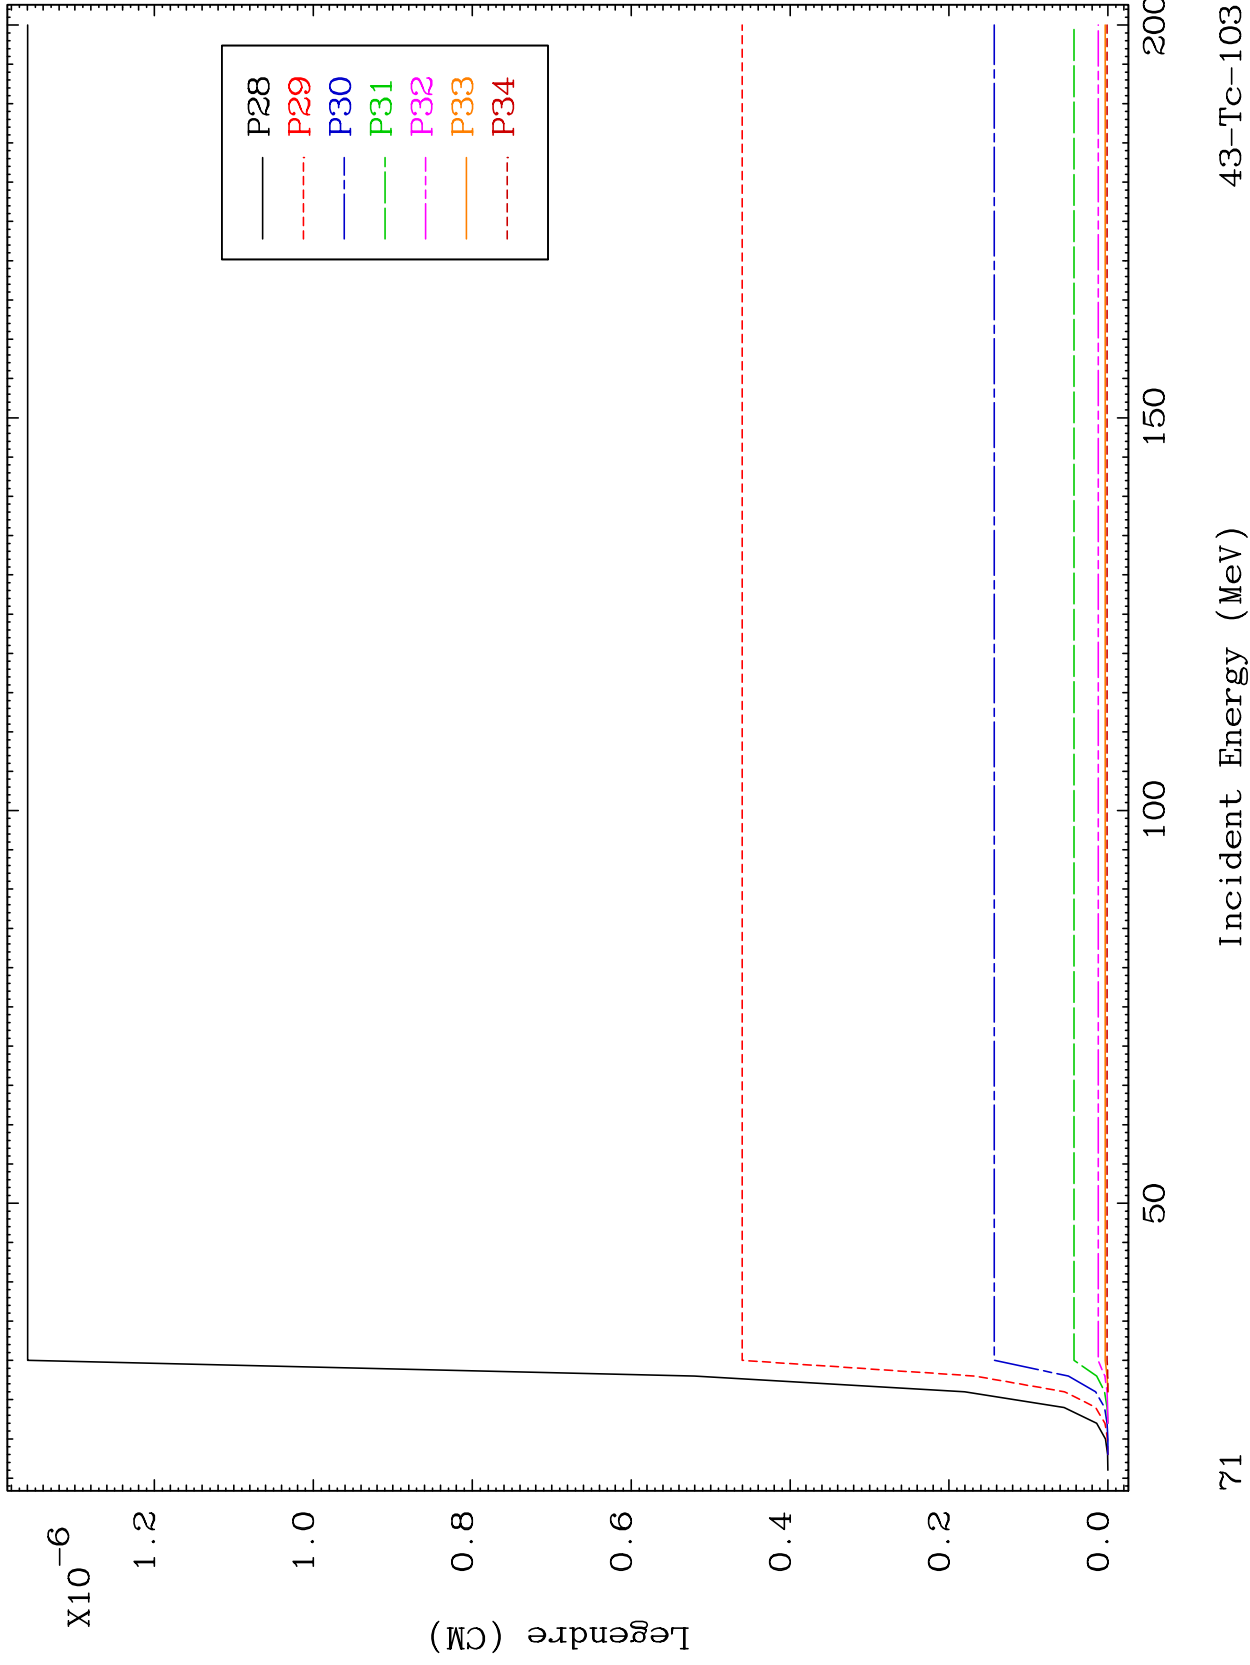 X10-6
1.2
1.0
0.8
0.6
0.4
0.2
0.0
Legendre (CM)
P28
P29
P30
P31
P32
P33
P34
50
100
150
200
Incident Energy (MeV)
71
43-Tc-103